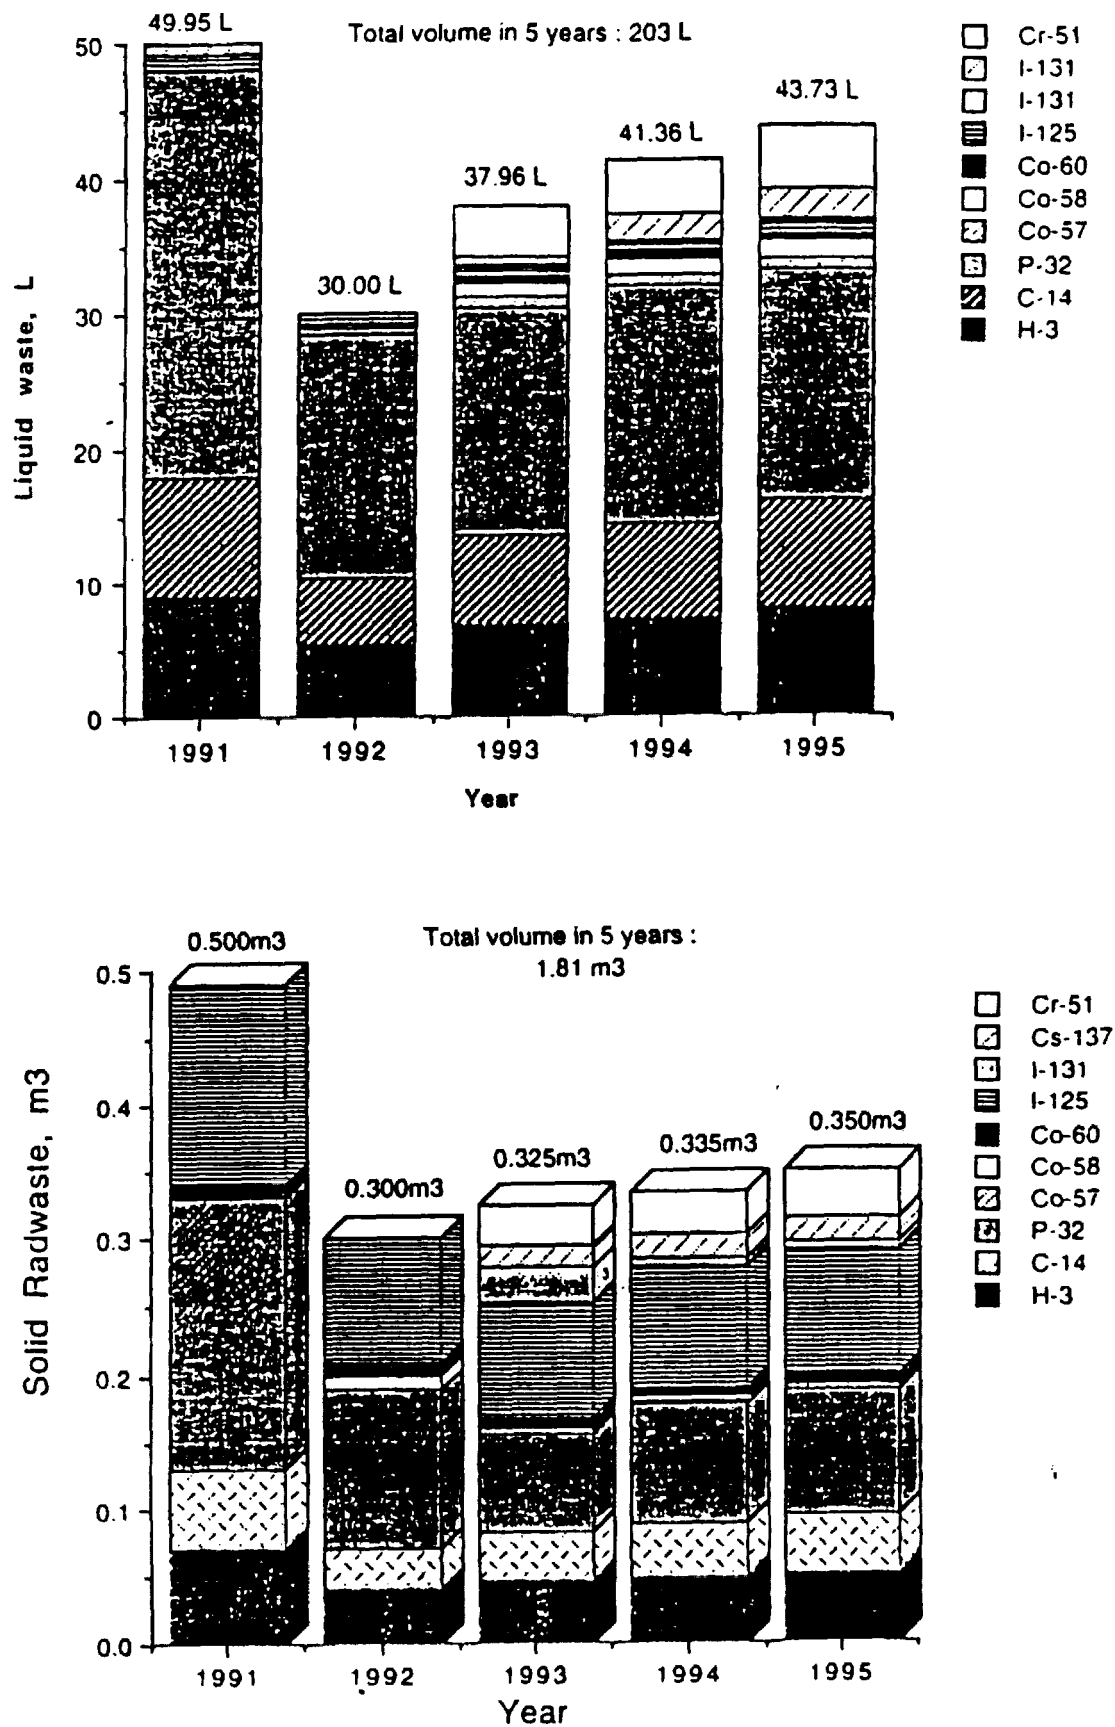 49.95 L
Total volume in 5 years : 203 L
50
40
30
20
10
0
Liquid waste, L
30.00 L
37.96 L
41.36 L
43.73 L
1991
1992
1993
1994
1995
Year
Cr-51
I-131
I-131
I-125
Co-60
Co-58
Co-57
P-32
C-14
H-3
Total volume in 5 years :
1.81 m3
0.500m3
0.300m3
0.325m3
0.335m3
0.350m3
0.5
0.4
0.3
0.2
0.1
0.0
Solid Radwaste, m3
1991
1992
1993
1994
1995
Year
Cr-51
Cs-137
I-131
I-125
Co-60
Co-58
Co-57
P-32
C-14
H-3